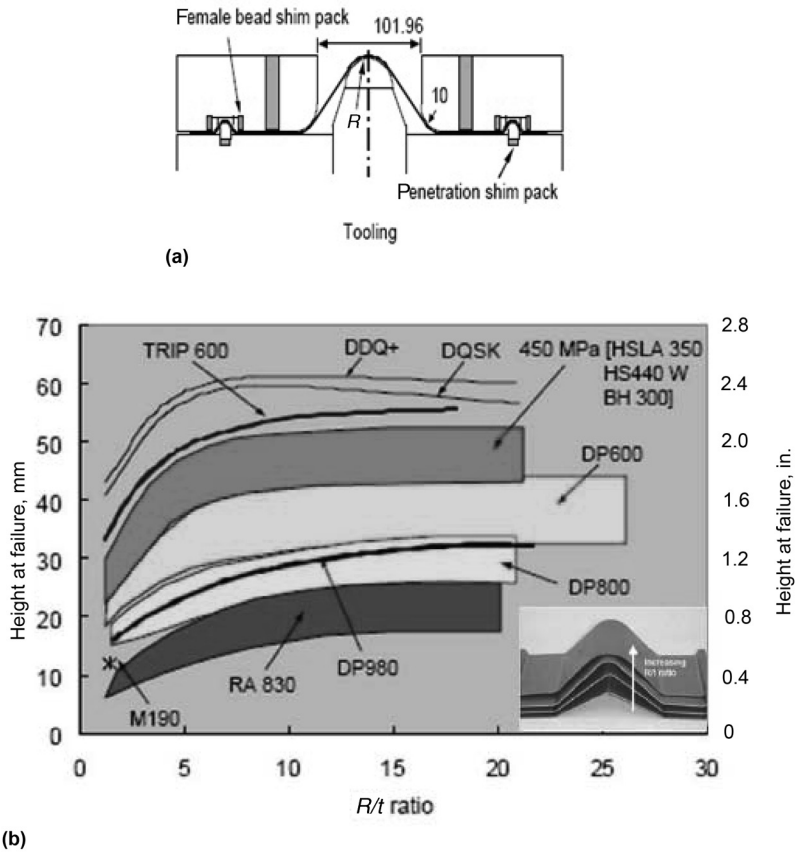 Female bead shim pack
101.96
10
R
Penetration shim pack
Tooling
(a)
Height at failure, mm
70
60
50
40
30
20
10
0
TRIP 600
DDQ+
DQSK
450 MPa [HSLA 350
HS440 W
BH 300]
DP600
DP800
DP980
RA 830
M190
Increasing
R/t ratio
2.8
2.4
2.0
1.6
1.2
0.8
0.4
0
Height at failure, in.
0 5 10 15 20 25 30
R/t ratio
(b)